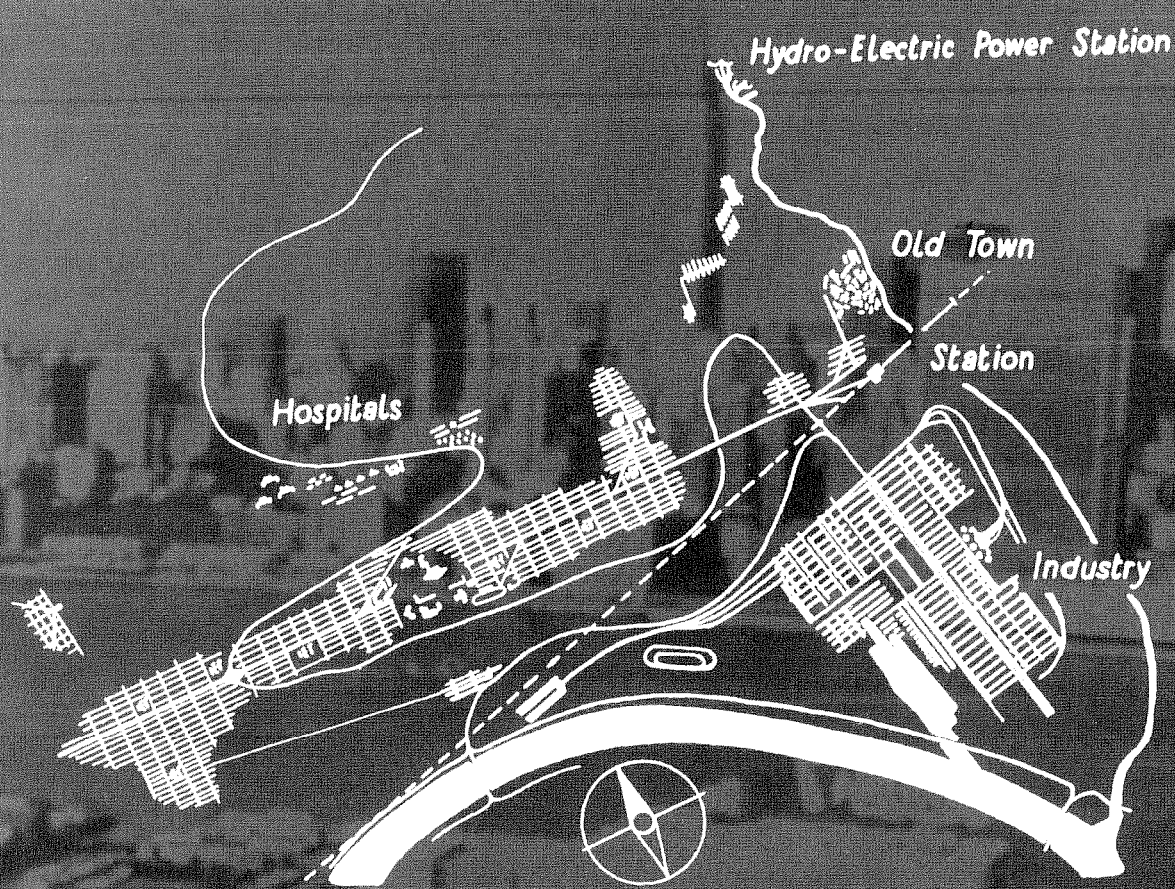 Hydro-Electric Power Station
Old Town
Station
Hospitals
Industry